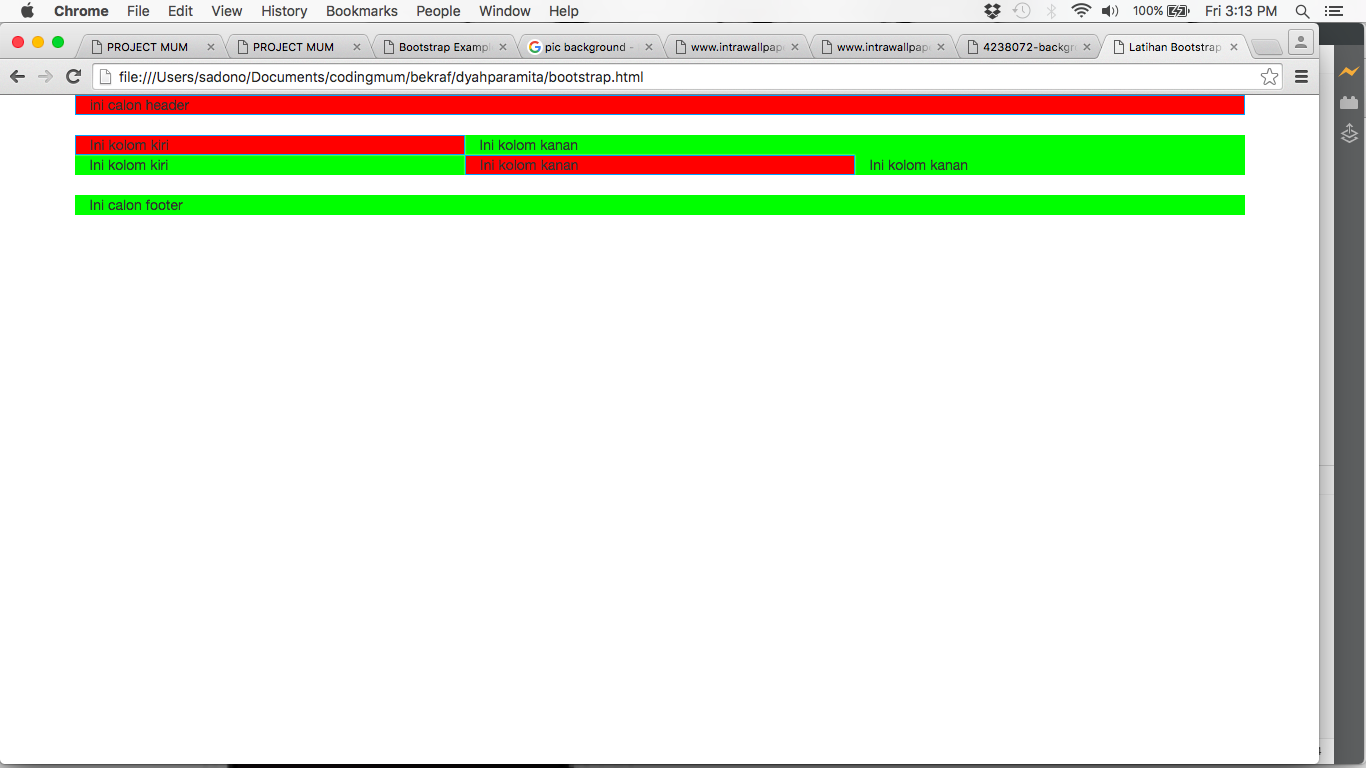 Chrome File Edit View History Bookmarks People Window Help 100% Fri 3:13 PM
PROJECT MUM PROJECT MUM Bootstrap Exampl pic background - www.intrawallpap www.intrawallpap 4238072-backgr Latihan Bootstrap
file:///Users/sadono/Documents/codingmum/bekraf/dyahparamita/bootstrap.html
Ini calon header
Ini kolom kiri Ini kolom kanan
Ini kolom kiri Ini kolom kanan Ini kolom kanan
Ini calon footer